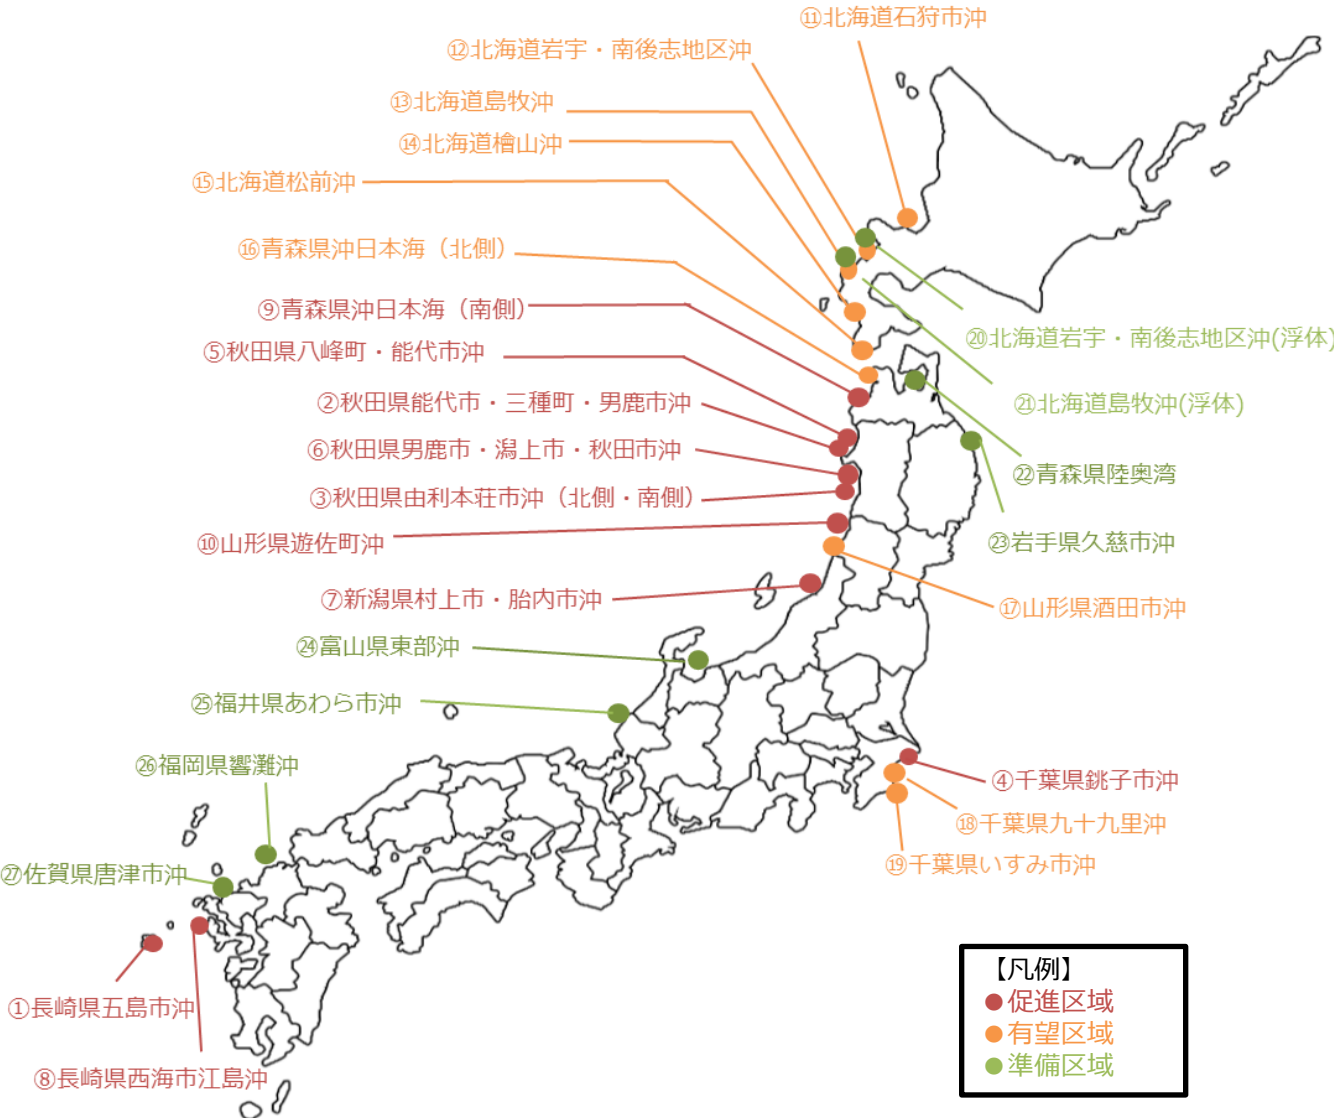 ⑪北海道石狩市沖
⑫北海道岩宇・南後志地区沖
⑬北海道島牧沖
⑭北海道檜山沖
⑮北海道松前沖
⑯青森県沖日本海（北側）
⑨青森県沖日本海（南側）
⑤秋田県八峰町・能代市沖
②秋田県能代市・三種町・男鹿市沖
⑥秋田県男鹿市・潟上市・秋田市沖
③秋田県由利本荘市沖（北側・南側）
⑩山形県遊佐町沖
⑦新潟県村上市・胎内市沖
㉔富山県東部沖
㉕福井県あわら市沖
㉖福岡県響灘沖
㉗佐賀県唐津市沖
①長崎県五島市沖
⑧長崎県西海市江島沖
⑳北海道岩宇・南後志地区沖(浮体)
㉑北海道島牧沖(浮体)
㉒青森県陸奥湾
㉓岩手県久慈市沖
⑰山形県酒田市沖
④千葉県銚子市沖
⑱千葉県九十九里沖
⑲千葉県いすみ市沖
【凡例】
促進区域
有望区域
準備区域